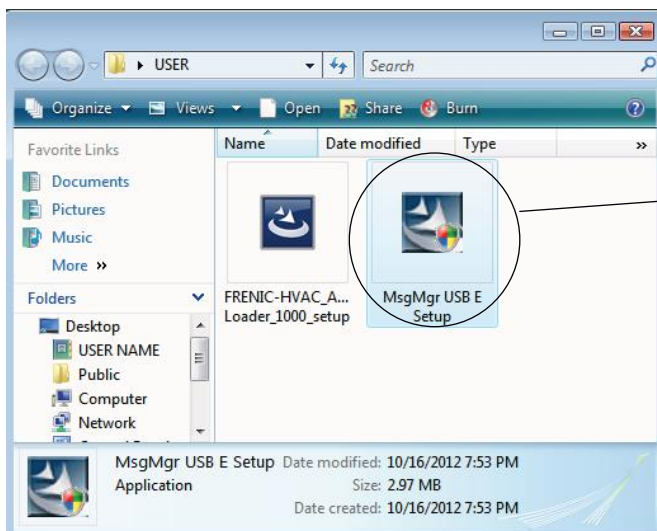 USER
Search
Organize Views Open Share Burn
Favorite Links
Documents
Pictures
Music
More »
Folders
Desktop
USER NAME
Public
Computer
Network
Name Date modified Type »
FRENIC-HVAC_A...
Loader_1000_setup
MsgMgr USB E
Setup
MsgMgr USB E Setup Date modified: 10/16/2012 7:53 PM
Application Size: 2.97 MB
Date created: 10/16/2012 7:53 PM